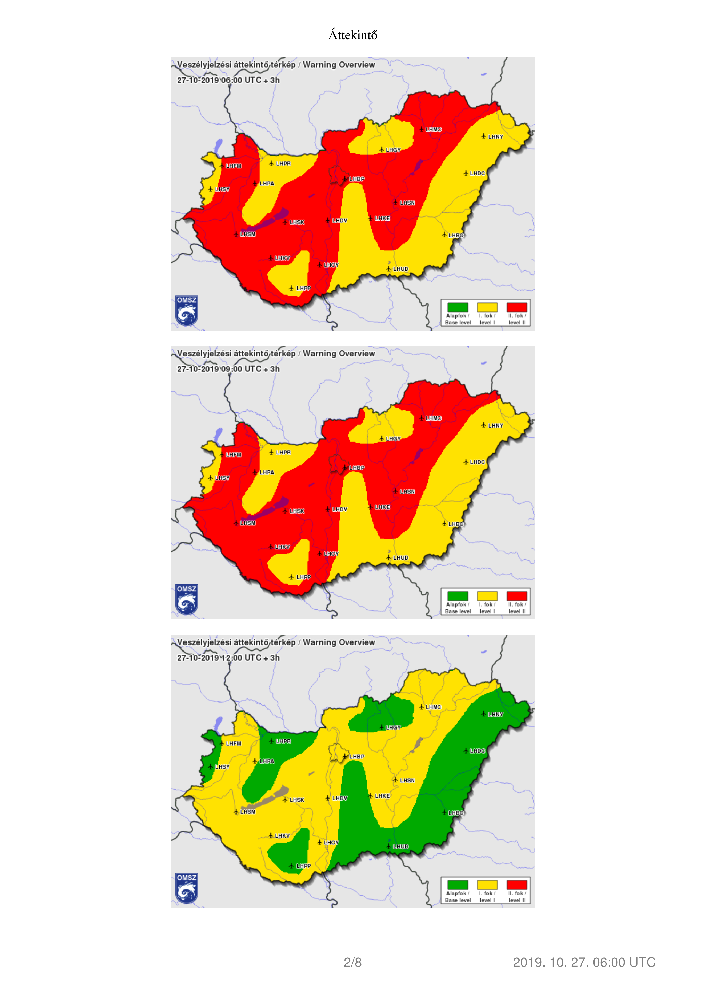 Áttekintő
Veszélyjelzési áttekintő térkép / Warning Overview
27-10-2019 06:00 UTC + 3h
LHMC
LHNY
LHGY
LHPR
LHFM
LHDC
LHBP
LHPA
LHSY
LHSN
LHKE
LHDV
LHSK
LHSM
LHBC
LHKV
LHOY
LHUD
LHPP
OMSZ
Alapfok / I. fok / II. fok /
Base level level I level II
Veszélyjelzési áttekintő térkép / Warning Overview
27-10-2019 09:00 UTC + 3h
LHMC
LHNY
LHGY
LHPR
LHFM
LHDC
LHBP
LHPA
LHSY
LHSN
LHKE
LHDV
LHSK
LHSM
LHBC
LHKV
LHOY
LHUD
LHPP
OMSZ
Alapfok / I. fok / II. fok /
Base level level I level II
Veszélyjelzési áttekintő térkép / Warning Overview
27-10-2019 12:00 UTC + 3h
LHMC
LHNY
LHGY
LHPR
LHFM
LHDC
LHBP
LHPA
LHSY
LHSN
LHKE
LHDV
LHSK
LHSM
LHBC
LHKV
LHOY
LHUD
LHPP
OMSZ
Alapfok / I. fok / II. fok /
Base level level I level II
2/8 2019. 10. 27. 06:00 UTC